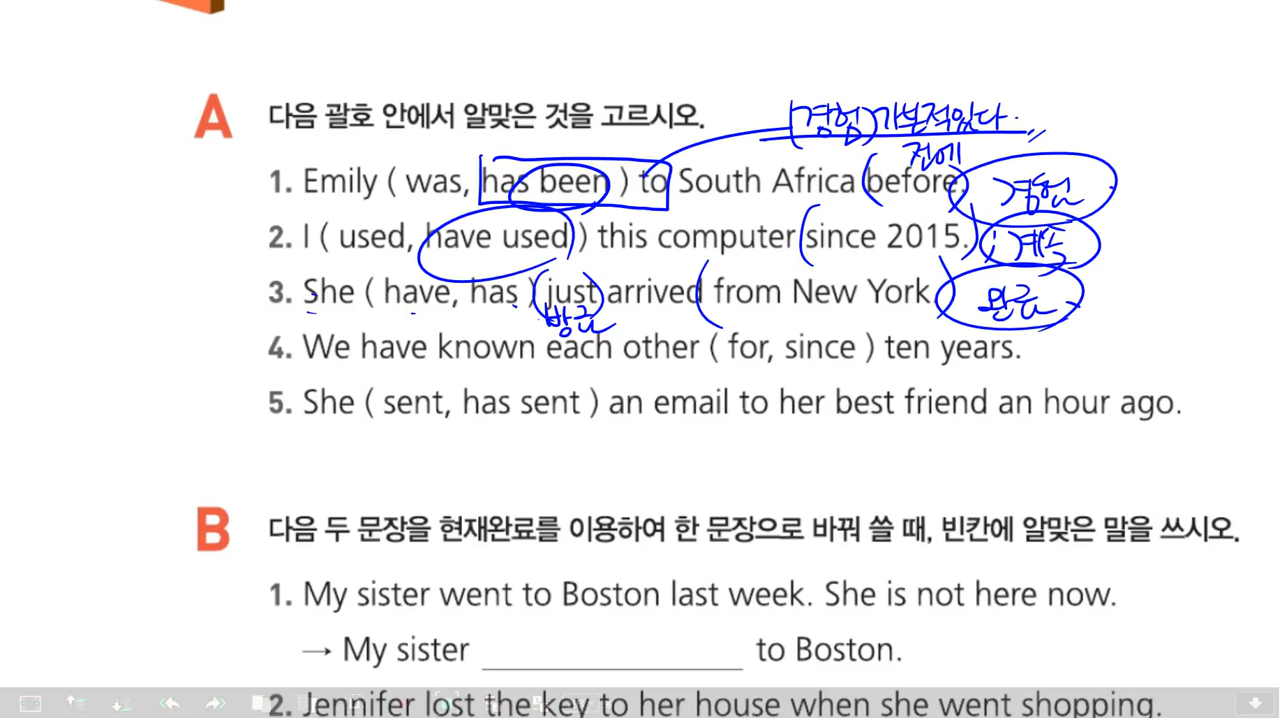 A 다음 괄호 안에서 알맞은 것을 고르시오.
(경험) 가본적있다.
전에
1. Emily ( was, has been ) to South Africa before. 경험
2. I ( used, have used ) this computer since 2015. 계속
3. She ( have, has ) just arrived from New York. 완료
방금
4. We have known each other ( for, since ) ten years.
5. She ( sent, has sent ) an email to her best friend an hour ago.
B 다음 두 문장을 현재완료를 이용하여 한 문장으로 바꿔 쓸 때, 빈칸에 알맞은 말을 쓰시오.
1. My sister went to Boston last week. She is not here now.
→ My sister ____________ to Boston.
2. Jennifer lost the key to her house when she went shopping.